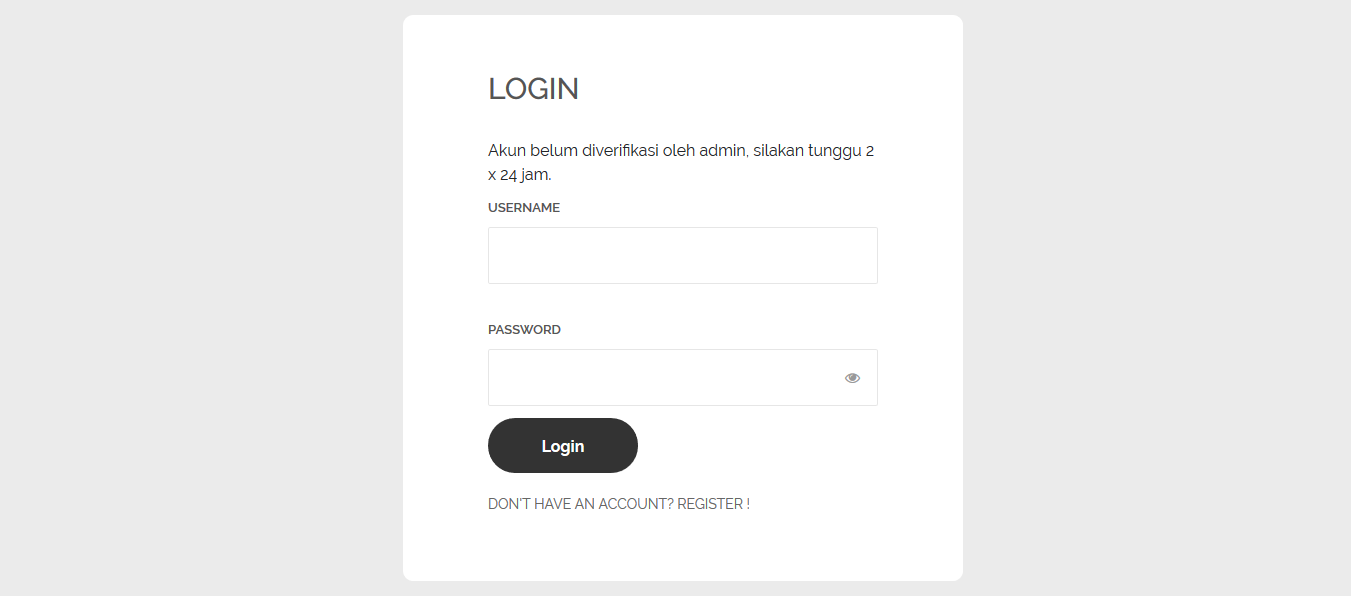 LOGIN
Akun belum diverifikasi oleh admin, silakan tunggu 2
x 24 jam.
USERNAME
PASSWORD
Login
DON'T HAVE AN ACCOUNT? REGISTER !